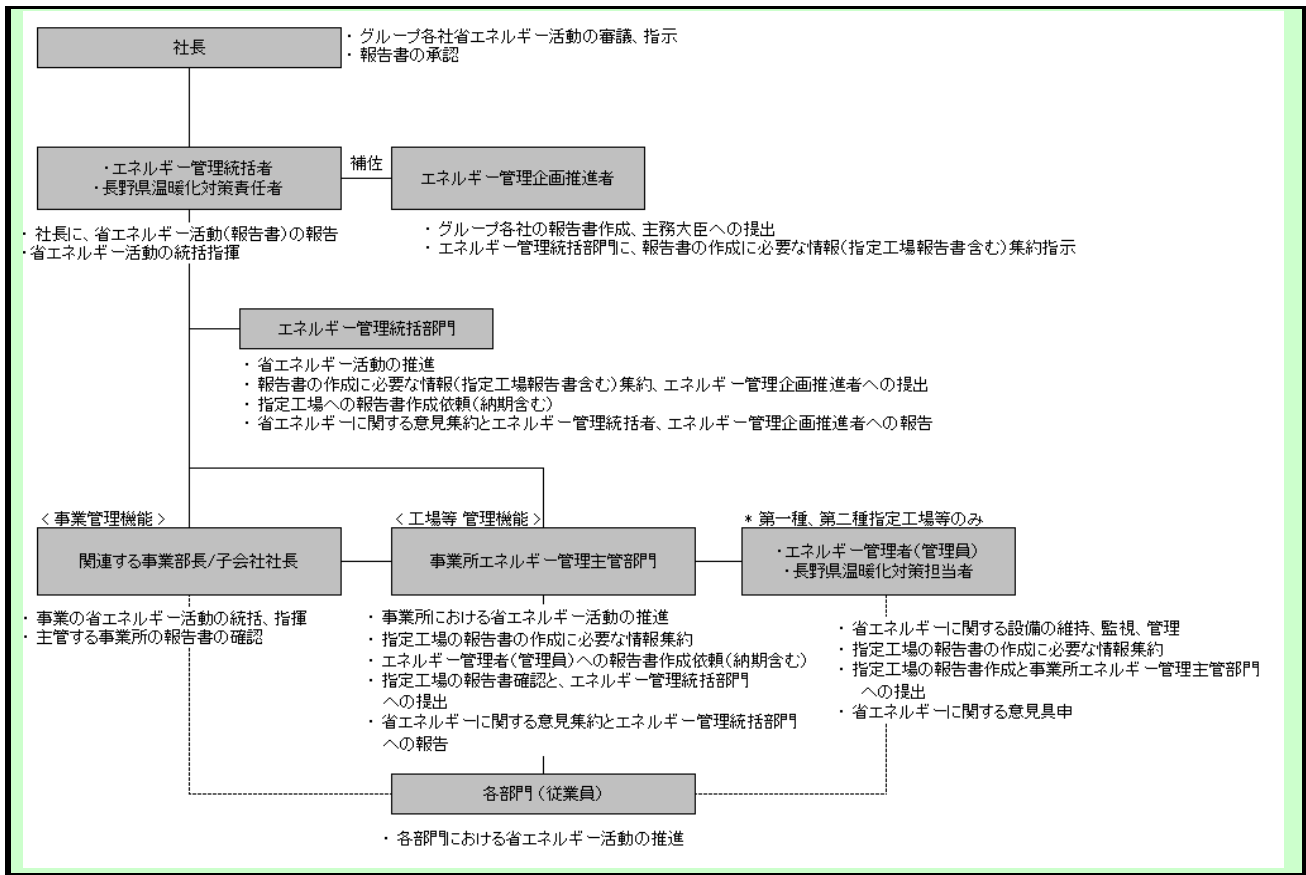 社長
・グループ各社省エネルギー活動の審議、指示
・報告書の承認
・エネルギー管理統括者
・長野県温暖化対策責任者
補佐
エネルギー管理企画推進者
・社長に、省エネルギー活動(報告書)の報告
・省エネルギー活動の統括指揮
・グループ各社の報告書作成、主務大臣への提出
・エネルギー管理統括部門に、報告書の作成に必要な情報(指定工場報告書含む)集約指示
エネルギー管理統括部門
・省エネルギー活動の推進
・報告書の作成に必要な情報(指定工場報告書含む)集約、エネルギー管理企画推進者への提出
・指定工場への報告書作成依頼(納期含む)
・省エネルギーに関する意見集約とエネルギー管理統括者、エネルギー管理企画推進者への報告
<事業管理機能>
関連する事業部長/子会社社長
・事業の省エネルギー活動の統括、指揮
・主管する事業所の報告書の確認
<工場等 管理機能>
事業所エネルギー管理主管部門
・事業所における省エネルギー活動の推進
・指定工場の報告書の作成に必要な情報集約
・エネルギー管理者(管理員)への報告書作成依頼(納期含む)
・指定工場の報告書確認と、エネルギー管理統括部門
への提出
・省エネルギーに関する意見集約とエネルギー管理統括部門
への報告
* 第一種、第二種指定工場等のみ
・エネルギー管理者(管理員)
・長野県温暖化対策担当者
・省エネルギーに関する設備の維持、監視、管理
・指定工場の報告書の作成に必要な情報集約
・指定工場の報告書作成と事業所エネルギー管理主管部門
への提出
・省エネルギーに関する意見具申
各部門(従業員)
・各部門における省エネルギー活動の推進